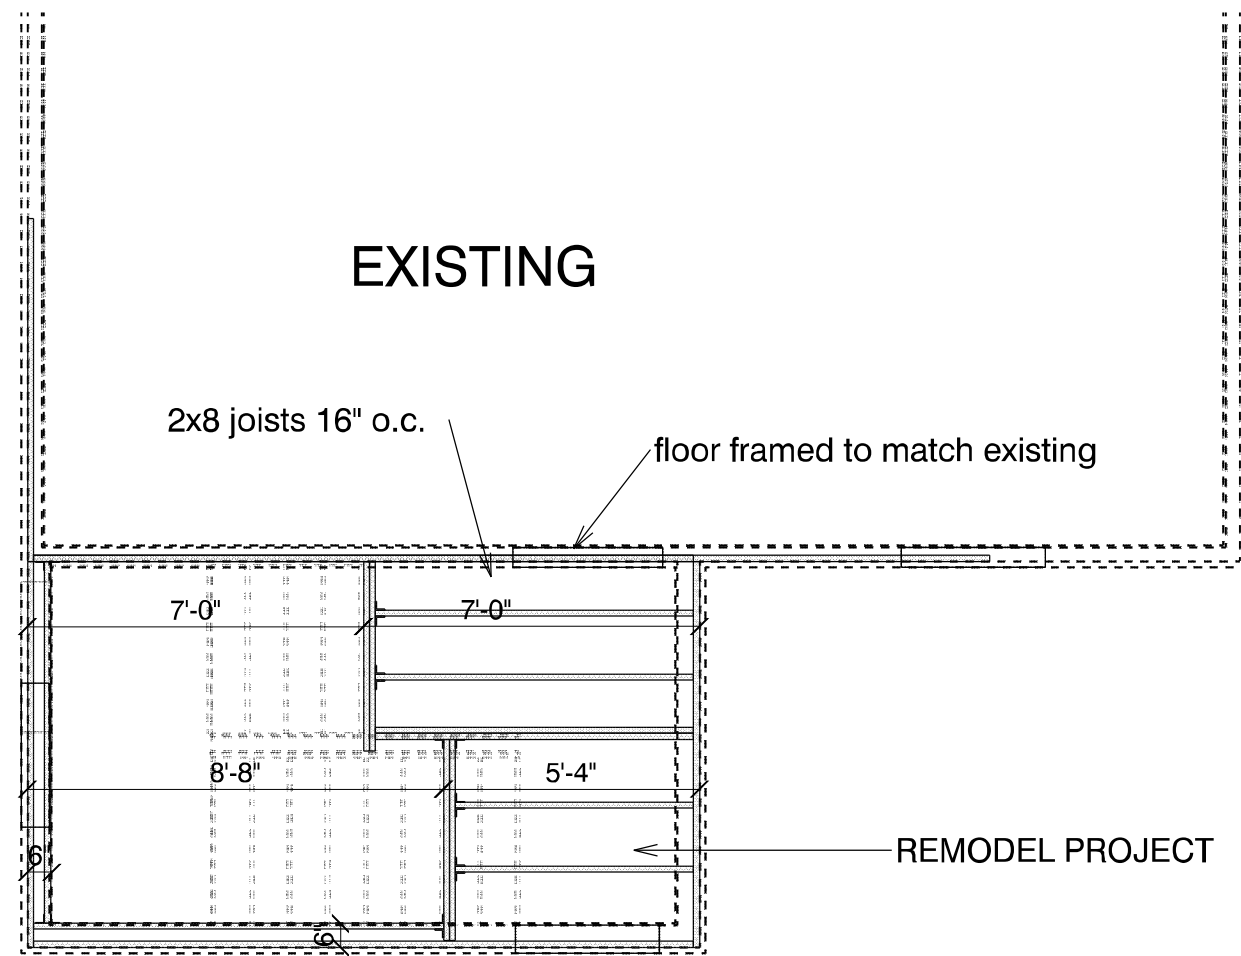 EXISTING
2x8 joists 16" o.c.
floor framed to match existing
7'-0"
7'-0"
8'-8"
5'-4"
6"
REMODEL PROJECT
6"